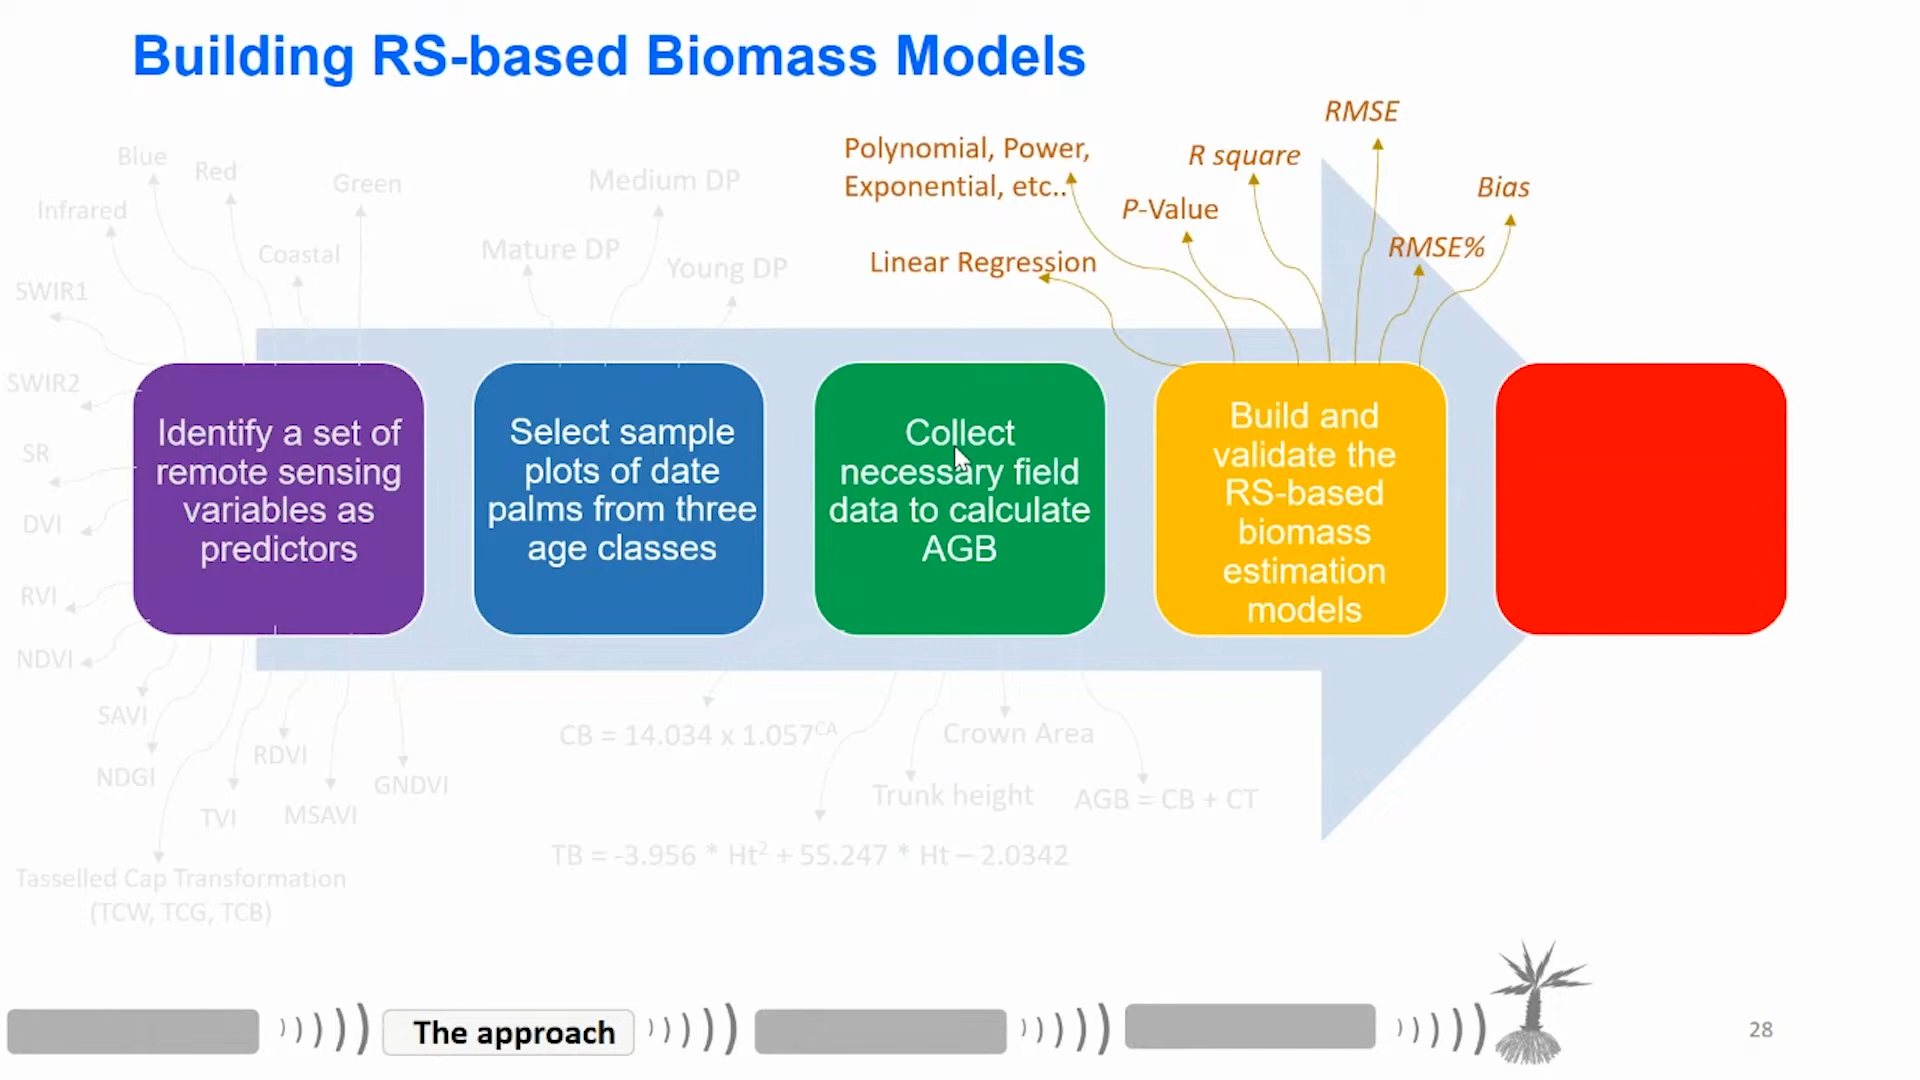 Building RS-based Biomass Models
RMSE
Polynomial, Power,
Exponential, etc..
R square
P-Value
Bias
RMSE%
Linear Regression
Blue
Red
Green
Infrared
Coastal
SWIR1
SWIR2
SR
DVI
RVI
NDVI
SAVI
NDGI
RDVI
TVI
MSAVI
GNDVI
Tasselled Cap Transformation
(TCW, TCG, TCB)
Medium DP
Mature DP
Young DP
Identify a set of
remote sensing
variables as
predictors
Select sample
plots of date
palms from three
age classes
Collect
necessary field
data to calculate
AGB
Build and
validate the
RS-based
biomass
estimation
models
CB = 14.034 x 1.057^CA
Crown Area
Trunk height
AGB = CB + CT
TB = -3.956 * Ht² + 55.247 * Ht – 2.0342
The approach
28